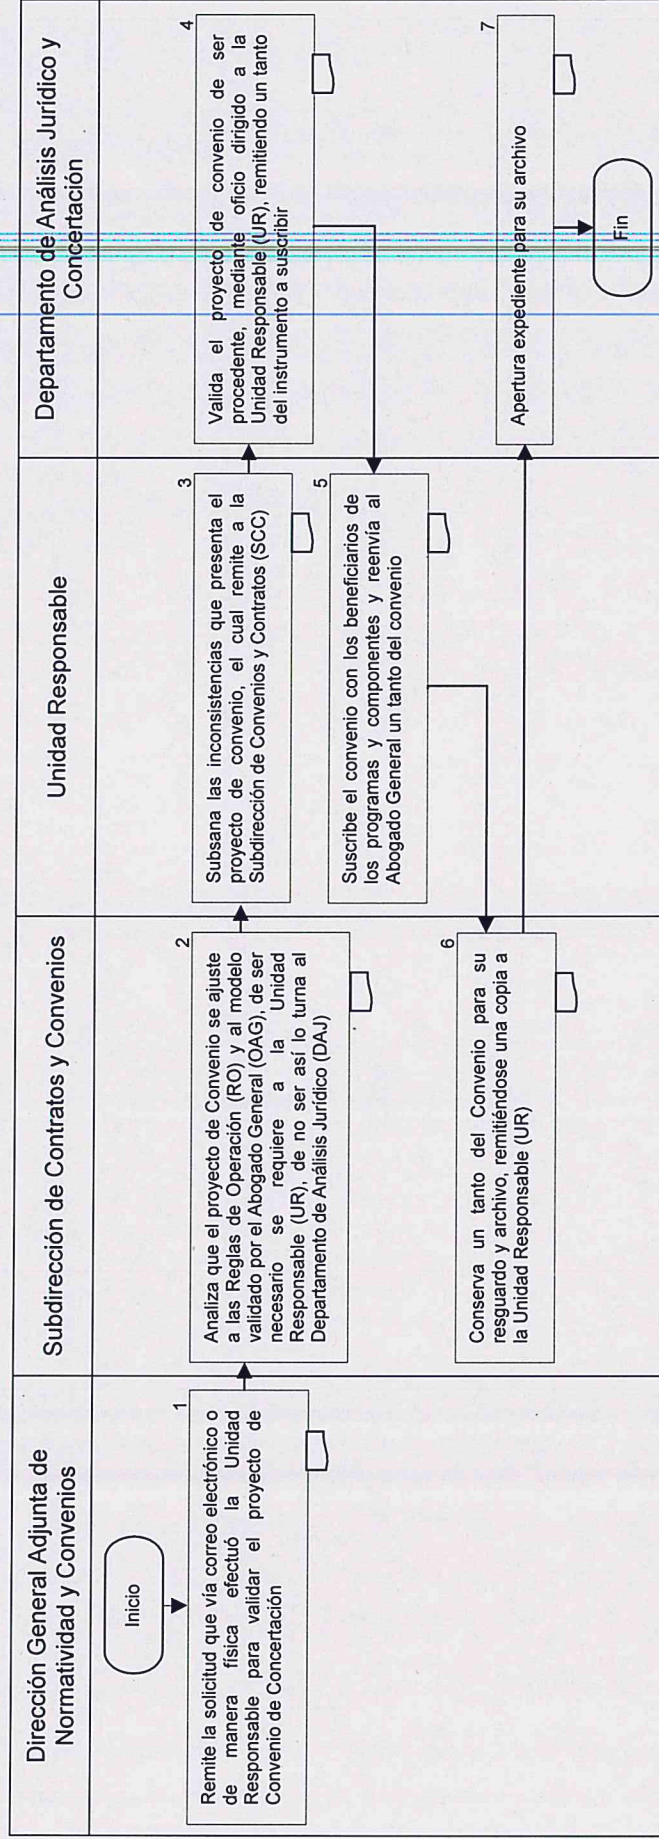 Dirección General Adjunta de
Normatividad y Convenios
Subdirección de Contratos y Convenios
Unidad Responsable
Departamento de Análisis Jurídico y
Concertación
Inicio
1
Remite la solicitud que vía correo electrónico o
de manera física efectuó la Unidad
Responsable para validar el proyecto de
Convenio de Concertación
2
Analiza que el proyecto de Convenio se ajuste
a las Reglas de Operación (RO) y al modelo
validado por el Abogado General (OAG), de ser
necesario se requiere a la Unidad
Responsable (UR), de no ser así lo turna al
Departamento de Análisis Jurídico (DAJ)
3
Subsana las inconsistencias que presenta el
proyecto de convenio, el cual remite a la
Subdirección de Convenios y Contratos (SCC)
4
Valida el proyecto de convenio de ser
procedente, mediante oficio dirigido a la
Unidad Responsable (UR), remitiendo un tanto
del instrumento a suscribir
5
Suscribe el convenio con los beneficiarios de
los programas y componentes y reenvía al
Abogado General un tanto del convenio
6
Conserva un tanto del Convenio para su
resguardo y archivo, remitiéndose una copia a
la Unidad Responsable (UR)
7
Apertura expediente para su archivo
Fin